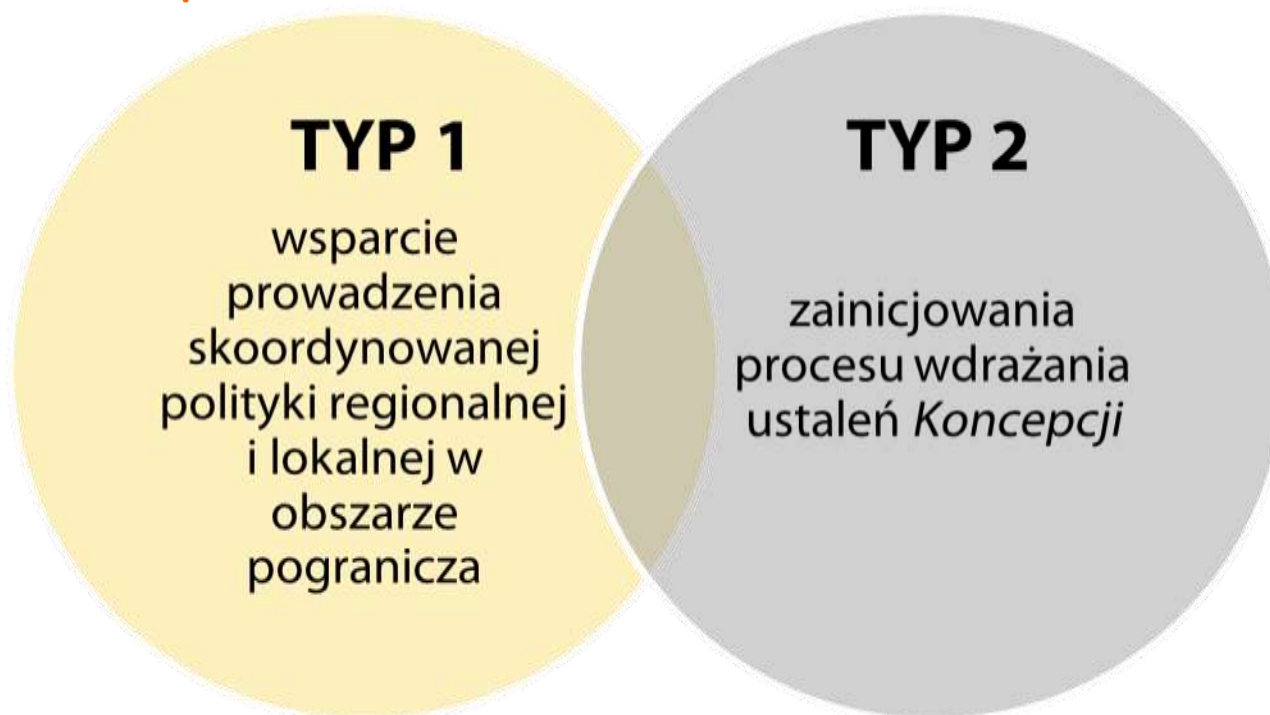 TYP 1
wsparcie
prowadzenia
skoordynowanej
polityki regionalnej
i lokalnej w
obszarze
pogranicza
TYP 2
zainicjowania
procesu wdrażania
ustaleń Koncepcji